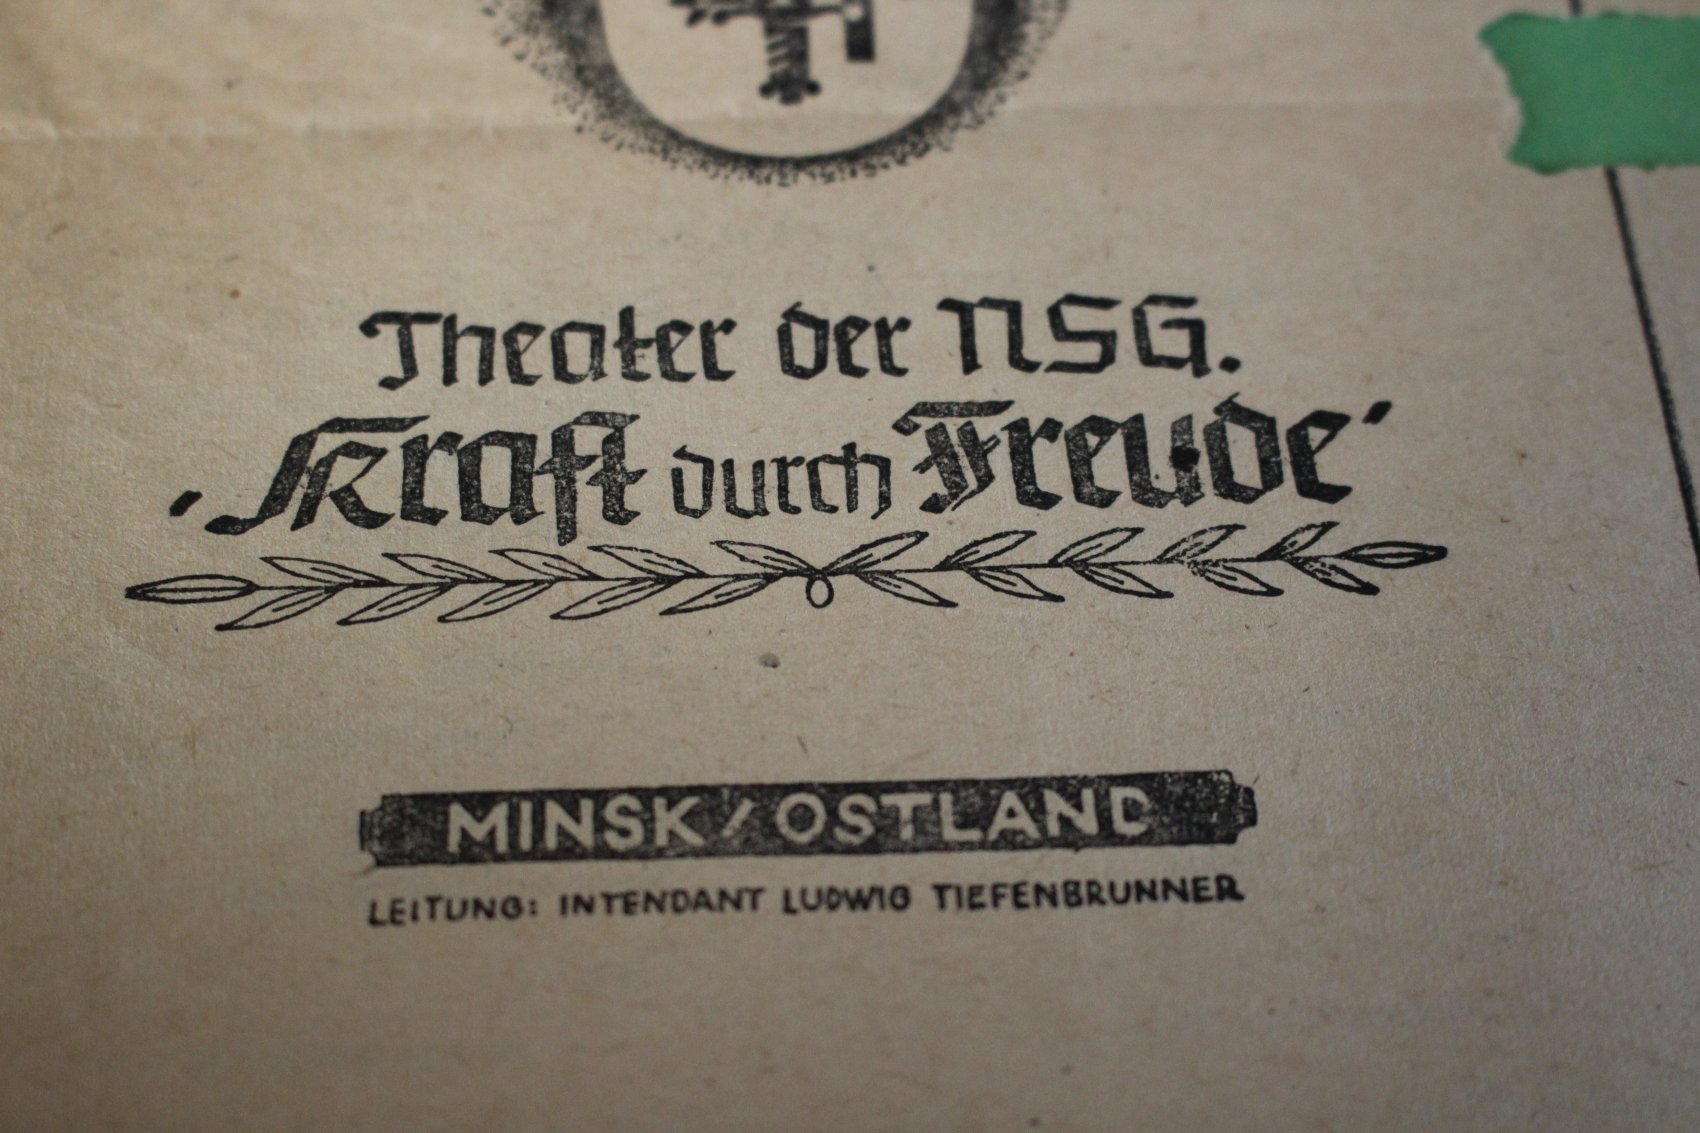 Theater der NSG.
'Kraft durch Freude'
MINSK / OSTLAND
LEITUNG: INTENDANT LUDWIG TIEFENBRUNNER